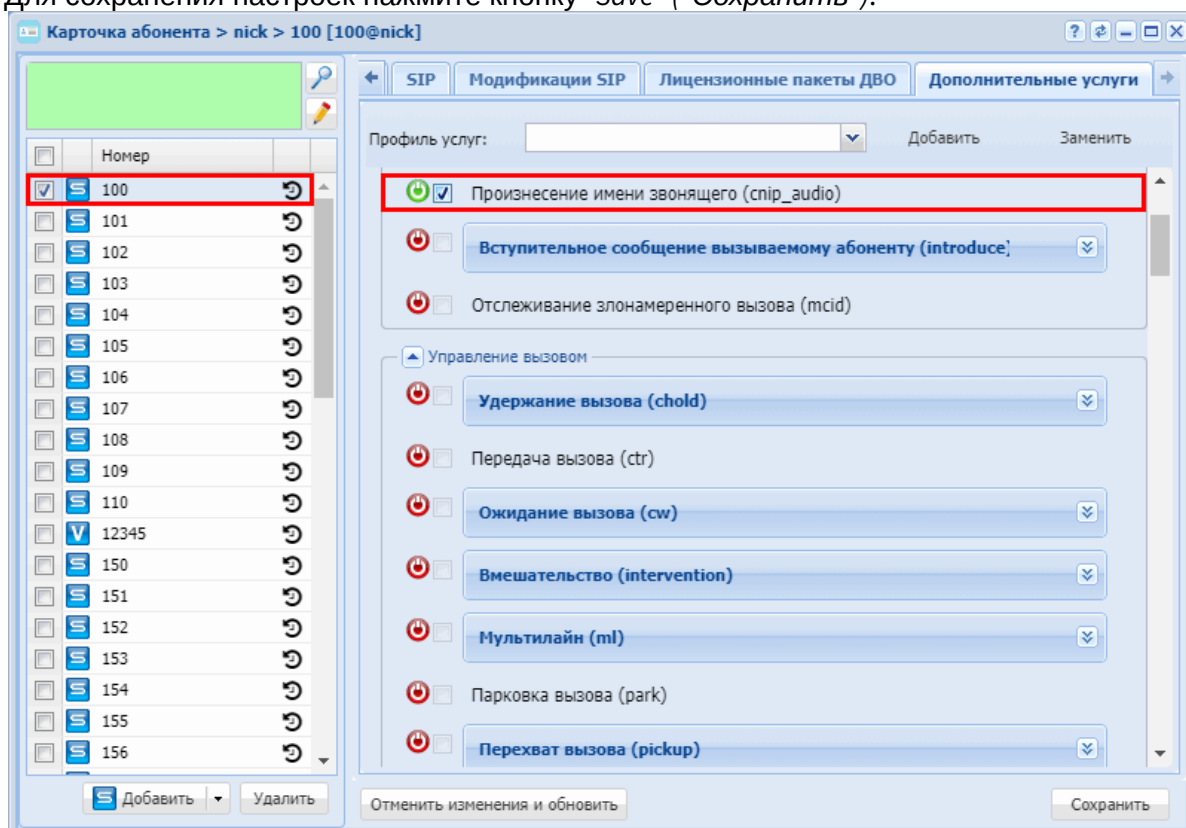 Для сохранения настроек нажмите кнопку "Save" ("Сохранить").
Карточка абонента > nick > 100 [100@nick]
SIP
Модификации SIP
Лицензионные пакеты ДВО
Дополнительные услуги
Профиль услуг:
Добавить
Заменить
Номер
100
101
102
103
104
105
106
107
108
109
110
12345
150
151
152
153
154
155
156
Добавить
Удалить
Произнесение имени звонящего (cnip_audio)
Вступительное сообщение вызываемому абоненту (introduce)
Отслеживание злонамеренного вызова (mcid)
Управление вызовом
Удержание вызова (chold)
Передача вызова (ctr)
Ожидание вызова (cw)
Вмешательство (intervention)
Мультилайн (ml)
Парковка вызова (park)
Перехват вызова (pickup)
Отменить изменения и обновить
Сохранить